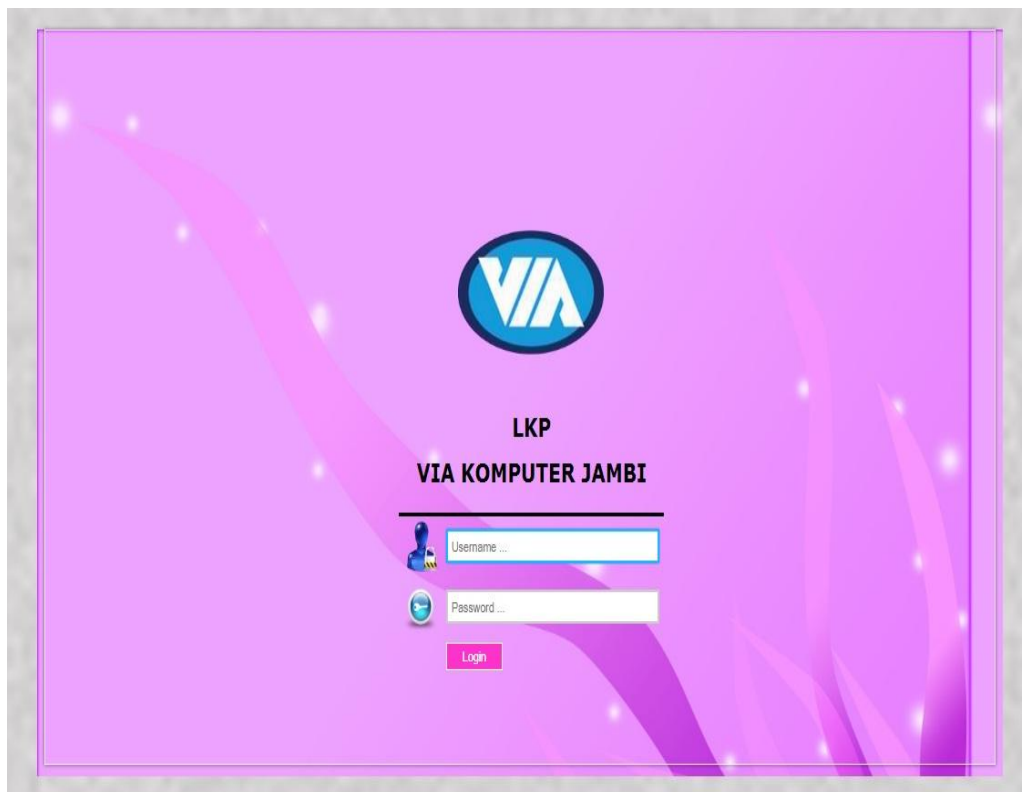 VIA
LKP
VIA KOMPUTER JAMBI
Username ...
Password ...
Login